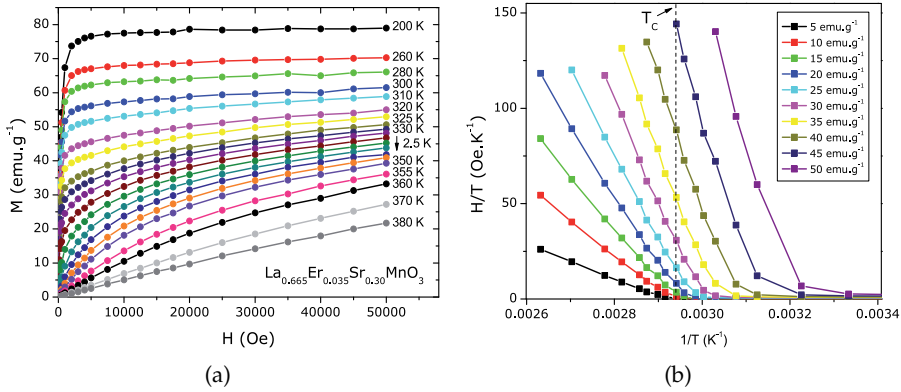 80
70
60
50
40
30
20
10
0
M (emu.g⁻¹)
200 K
260 K
280 K
300 K
310 K
320 K
325 K
330 K
2,5 K
350 K
355 K
360 K
370 K
380 K
La₀.₆₆₅Er₀.₀₃₅Sr₀.₃₀MnO₃
0 10000 20000 30000 40000 50000
H (Oe)
(a)
150
100
50
0
H/T (Oe.K⁻¹)
T_C
5 emu.g⁻¹
10 emu.g⁻¹
15 emu.g⁻¹
20 emu.g⁻¹
25 emu.g⁻¹
30 emu.g⁻¹
35 emu.g⁻¹
40 emu.g⁻¹
45 emu.g⁻¹
50 emu.g⁻¹
0.0026 0.0028 0.0030 0.0032 0.0034
1/T (K⁻¹)
(b)